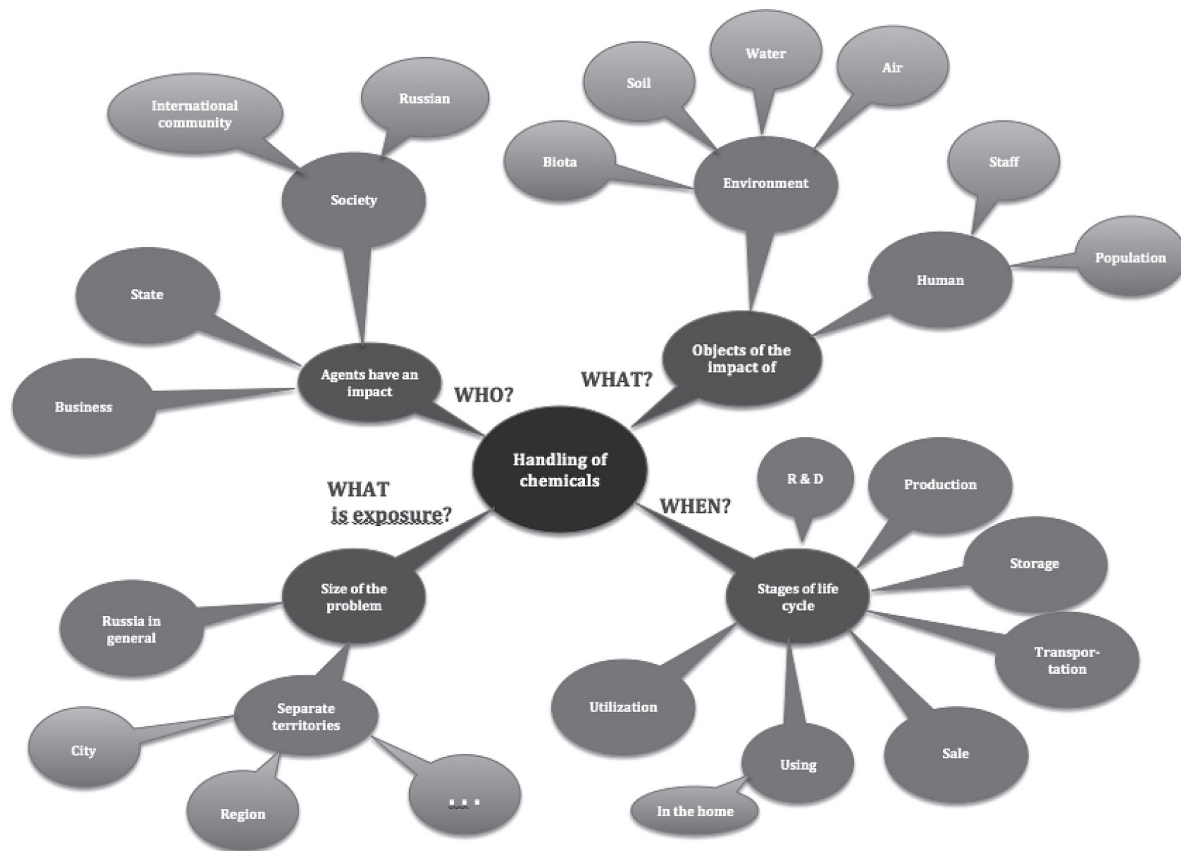 Water
Air
Soil
Russian
International
community
Biota
Staff
Environment
Society
Population
Human
State
Objects of the
impact of
WHAT?
Agents have an
impact
WHO?
Business
Handling of
chemicals
R & D
Production
WHAT
is exposure?
WHEN?
Storage
Size of the
problem
Stages of life
cycle
Russia in
general
Transpor-
tation
Separate
territories
Utilization
City
Sale
Using
Region
...
In the home